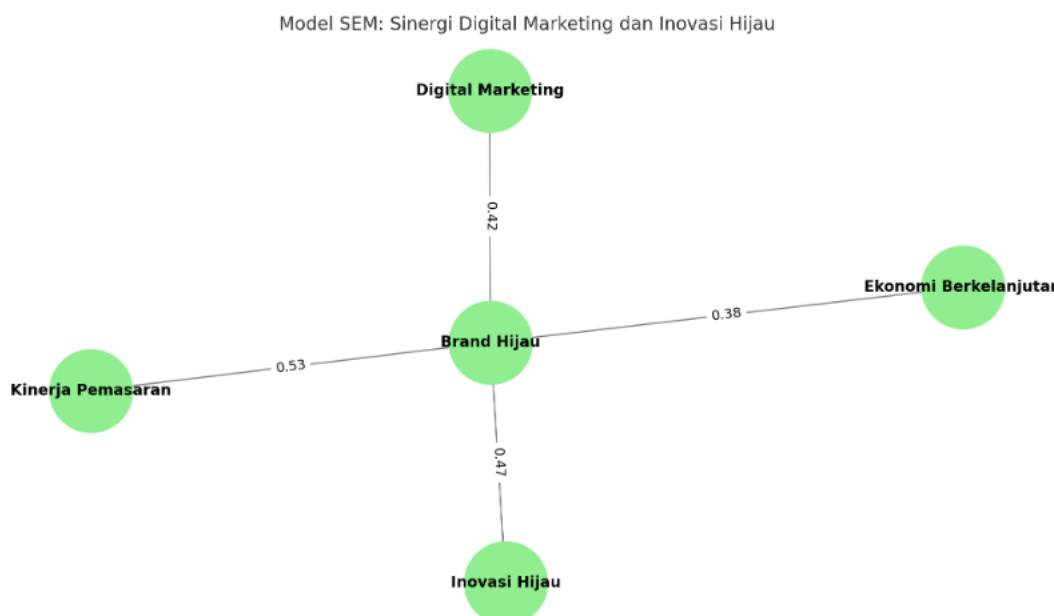 Model SEM: Sinergi Digital Marketing dan Inovasi Hijau
Digital Marketing
0.42
Ekonomi Berkelanjutan
0.38
Brand Hijau
0.53
Kinerja Pemasaran
0.47
Inovasi Hijau